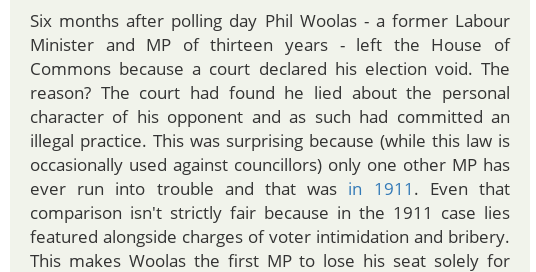 Six months after polling day Phil Woolas - a former Labour
Minister and MP of thirteen years - left the House of
Commons because a court declared his election void. The
reason? The court had found he lied about the personal
character of his opponent and as such had committed an
illegal practice. This was surprising because (while this law is
occasionally used against councillors) only one other MP has
ever run into trouble and that was in 1911. Even that
comparison isn't strictly fair because in the 1911 case lies
featured alongside charges of voter intimidation and bribery.
This makes Woolas the first MP to lose his seat solely for